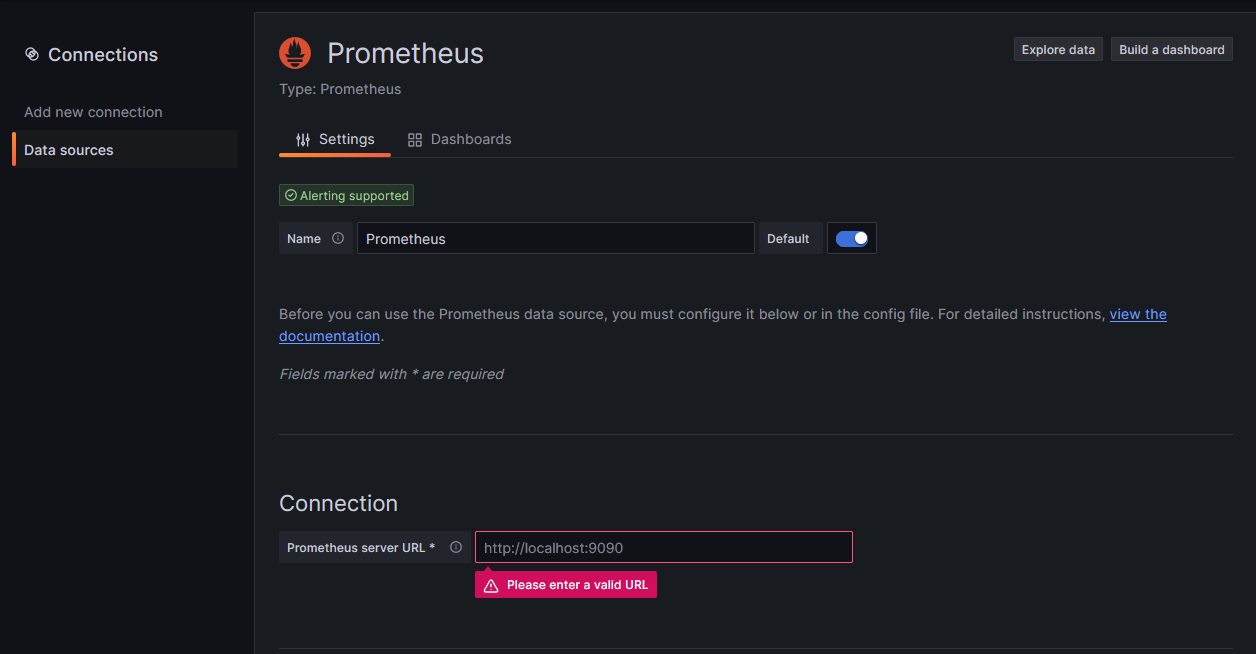 Connections
Add new connection
Data sources
Prometheus
Explore data
Build a dashboard
Type: Prometheus
Settings
Dashboards
Alerting supported
Name
Prometheus
Default
Before you can use the Prometheus data source, you must configure it below or in the config file. For detailed instructions, view the
documentation.
Fields marked with * are required
Connection
Prometheus server URL *
http://localhost:9090
Please enter a valid URL